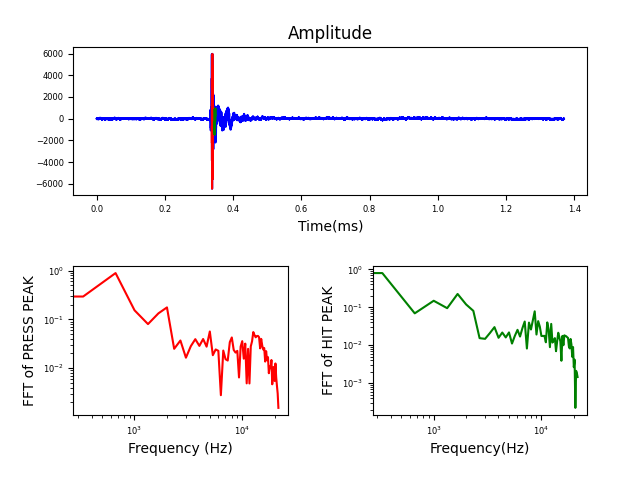 Amplitude
6000
4000
2000
0
−2000
−4000
−6000
0.0 0.2 0.4 0.6 0.8 1.0 1.2 1.4
Time(ms)
FFT of PRESS PEAK
10⁰
10⁻¹
10⁻²
10³ 10⁴
Frequency (Hz)
FFT of HIT PEAK
10⁰
10⁻¹
10⁻²
10⁻³
10³ 10⁴
Frequency(Hz)